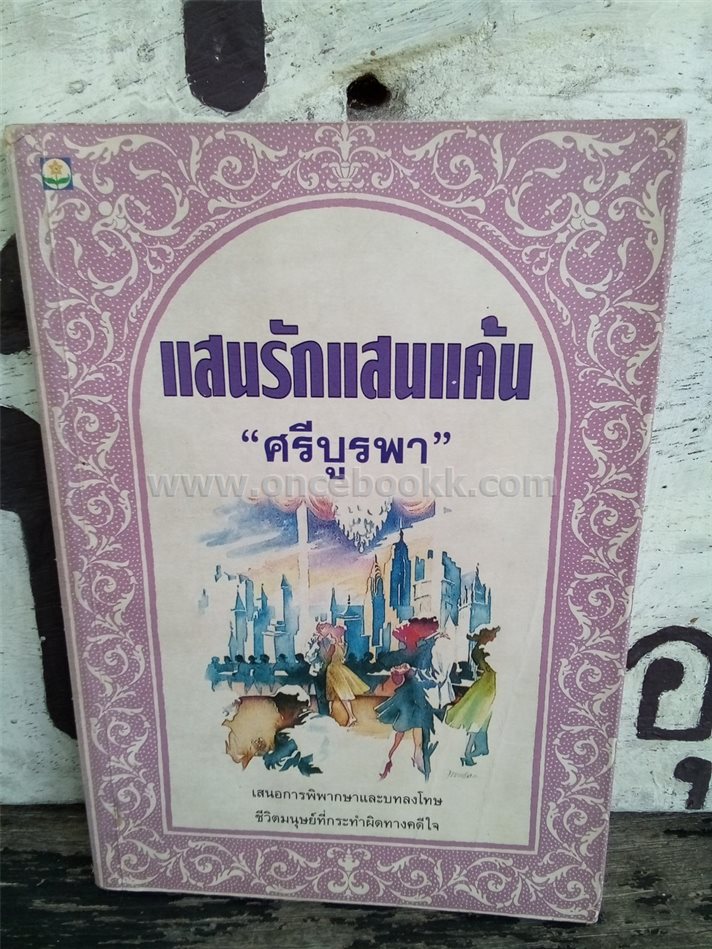 แสนรักแสนแค้น
“ศรีบูรพา”
www.oncebookk.com
เสนอการพิพากษาและบทลงโทษ
ชีวิตมนุษย์ที่กระทำผิดทางคดีใจ